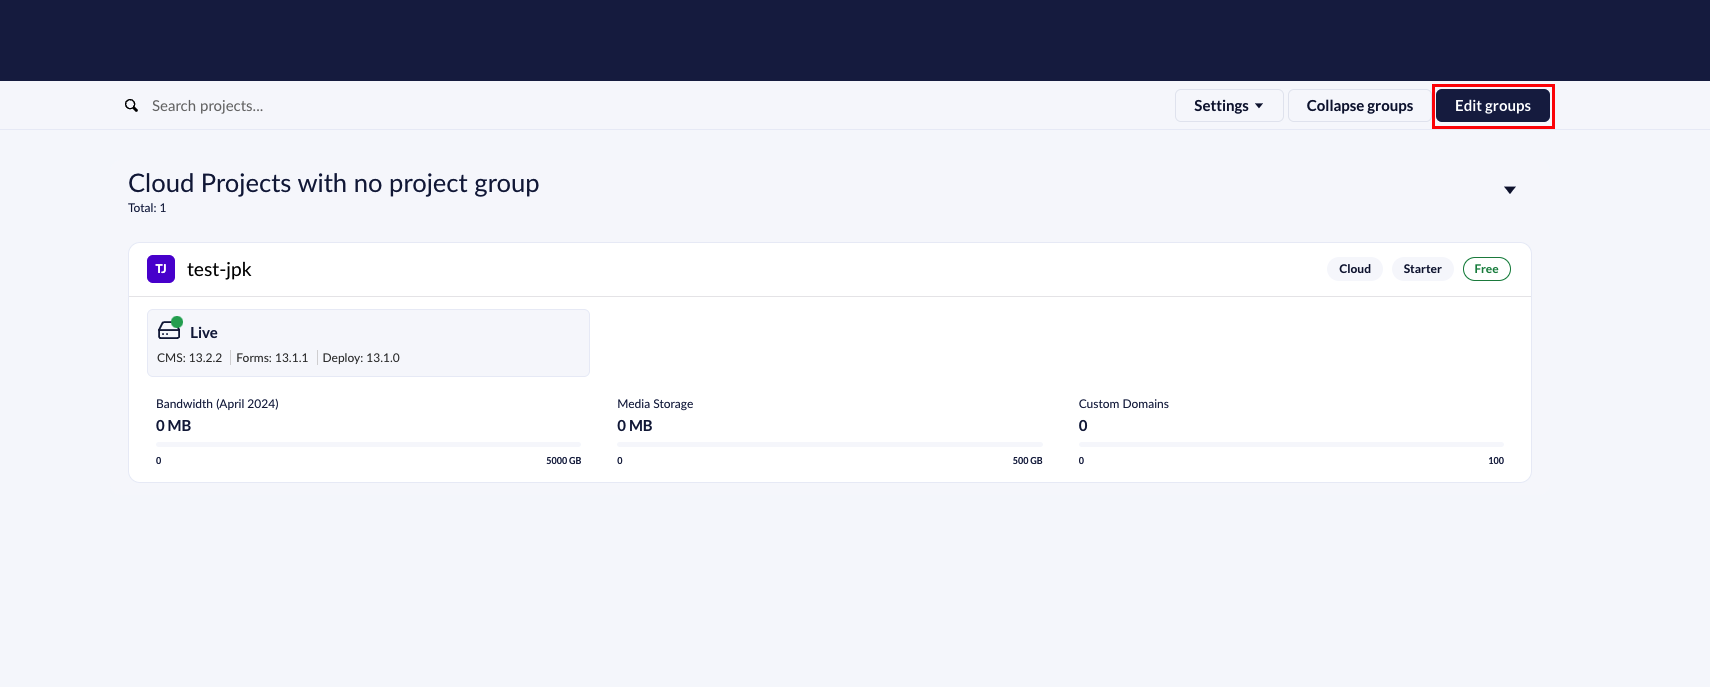 Search projects...
Settings
Collapse groups
Edit groups
Cloud Projects with no project group
Total: 1
TJ
test-jpk
Cloud
Starter
Free
Live
CMS: 13.2.2 Forms: 13.1.1 Deploy: 13.1.0
Bandwidth (April 2024)
0 MB
0 5000 GB
Media Storage
0 MB
0 500 GB
Custom Domains
0
0 100